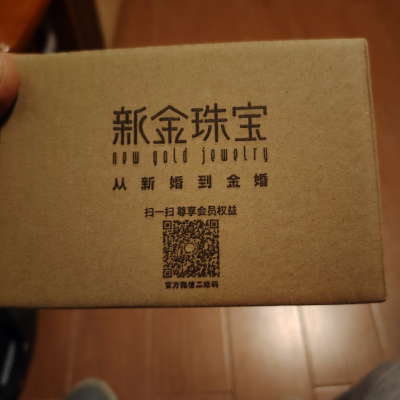 新金珠宝
new gold jewelry
从新婚到金婚
扫一扫 尊享会员权益
官方微信二维码